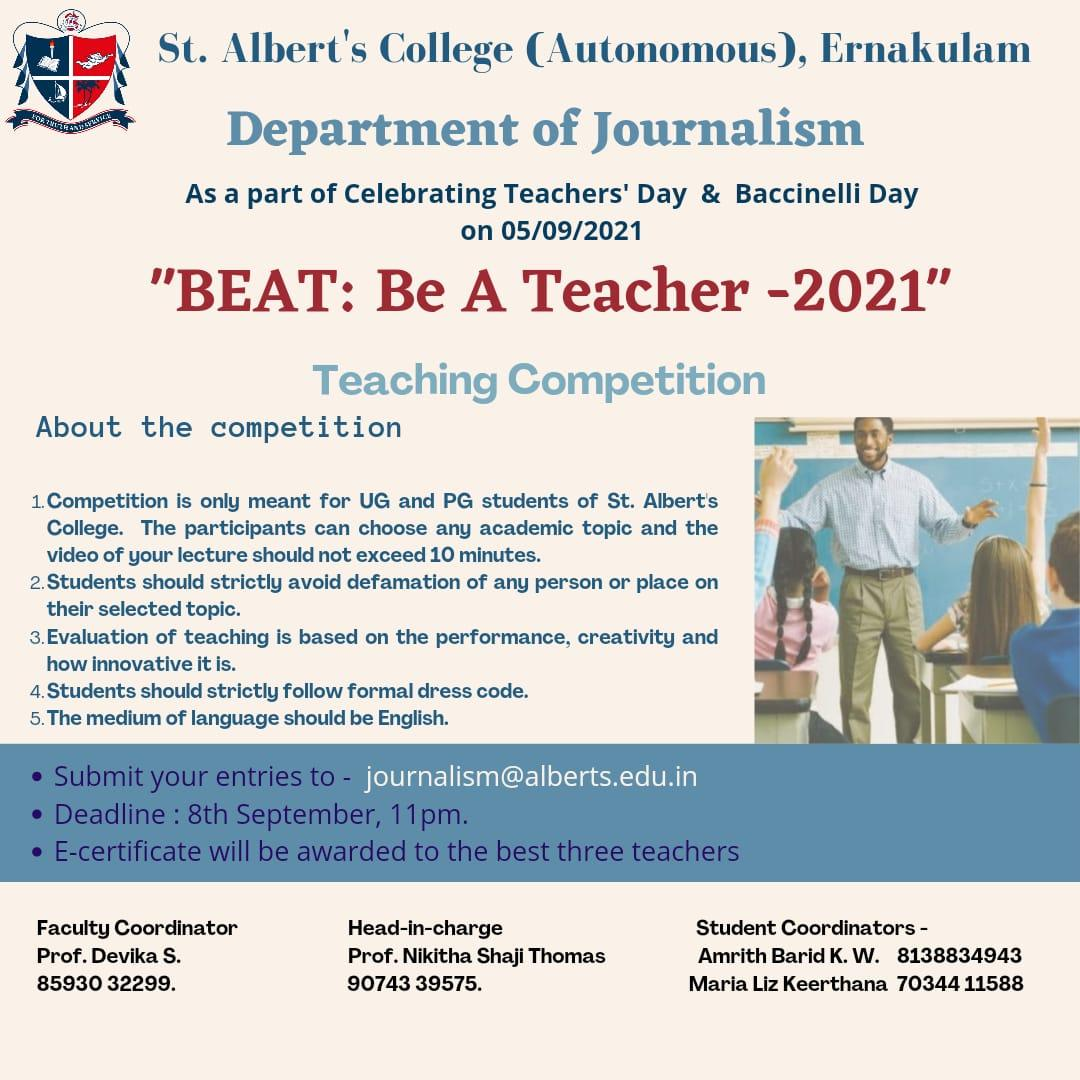 St. Albert's College (Autonomous), Ernakulam
FOR TRUTH AND SERVICE
Department of Journalism
As a part of Celebrating Teachers' Day & Baccinelli Day
on 05/09/2021
"BEAT: Be A Teacher -2021"
Teaching Competition
About the competition
1. Competition is only meant for UG and PG students of St. Albert's
College. The participants can choose any academic topic and the
video of your lecture should not exceed 10 minutes.
2. Students should strictly avoid defamation of any person or place on
their selected topic.
3. Evaluation of teaching is based on the performance, creativity and
how innovative it is.
4. Students should strictly follow formal dress code.
5. The medium of language should be English.
• Submit your entries to - journalism@alberts.edu.in
• Deadline : 8th September, 11pm.
• E-certificate will be awarded to the best three teachers
Faculty Coordinator
Prof. Devika S.
85930 32299.
Head-in-charge
Prof. Nikitha Shaji Thomas
90743 39575.
Student Coordinators -
Amrith Barid K. W. 8138834943
Maria Liz Keerthana 70344 11588